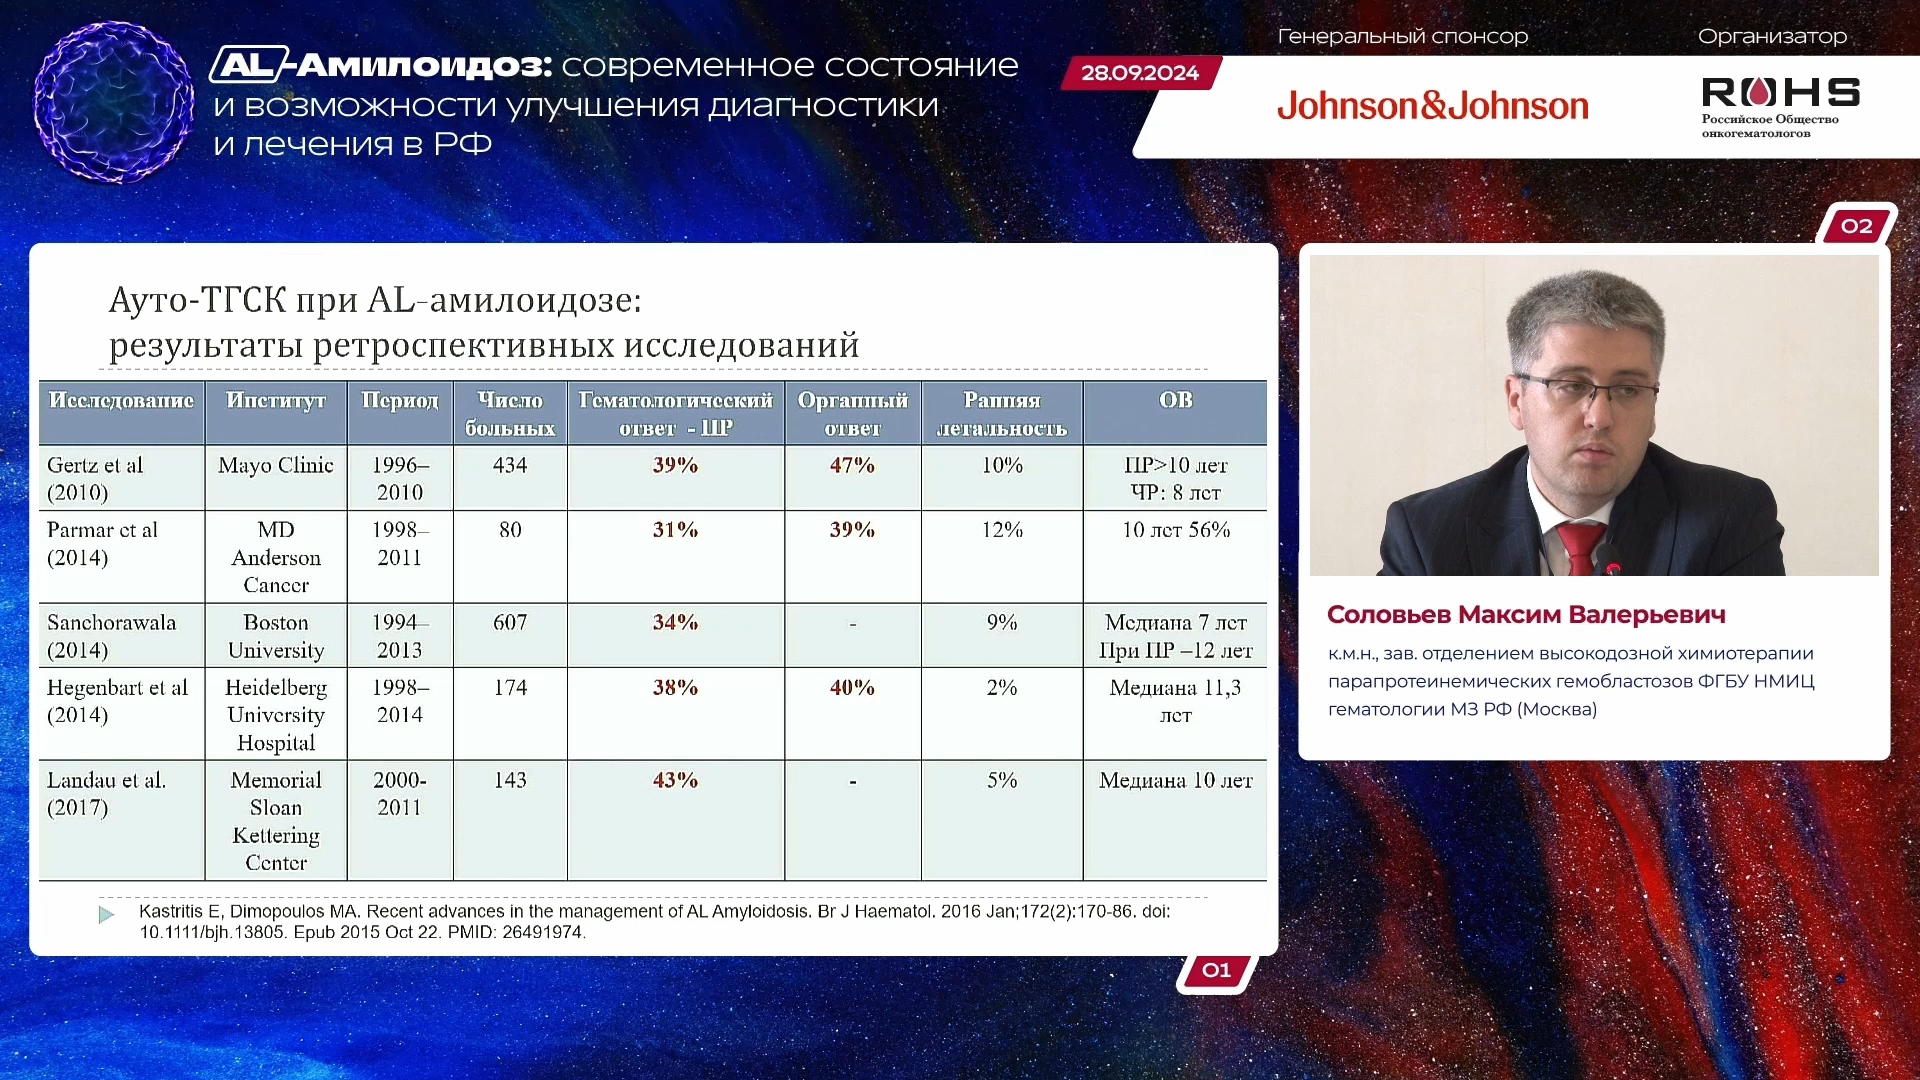 AL-Амилоидоз: современное состояние
и возможности улучшения диагностики
и лечения в РФ
28.09.2024
Генеральный спонсор
Johnson&Johnson
Организатор
ROHS
Российское Общество
онкогематологов
Ауто-ТГСК при AL-амилоидозе:
результаты ретроспективных исследований
Исследование Институт Период Число больных Гематологический ответ - ПР Органный ответ Ранняя летальность ОВ
Gertz et al (2010) Mayo Clinic 1996–2010 434 39% 47% 10% ПР>10 лет ЧР: 8 лет
Parmar et al (2014) MD Anderson Cancer 1998–2011 80 31% 39% 12% 10 лет 56%
Sanchorawala (2014) Boston University 1994–2013 607 34% - 9% Медиана 7 лет При ПР –12 лет
Hegenbart et al (2014) Heidelberg University Hospital 1998–2014 174 38% 40% 2% Медиана 11,3 лет
Landau et al. (2017) Memorial Sloan Kettering Center 2000-2011 143 43% - 5% Медиана 10 лет
Kastritis E, Dimopoulos MA. Recent advances in the management of AL Amyloidosis. Br J Haematol. 2016 Jan;172(2):170-86. doi:
10.1111/bjh.13805. Epub 2015 Oct 22. PMID: 26491974.
01
02
Соловьев Максим Валерьевич
к.м.н., зав. отделением высокодозной химиотерапии
парапротеинемических гемобластозов ФГБУ НМИЦ
гематологии МЗ РФ (Москва)